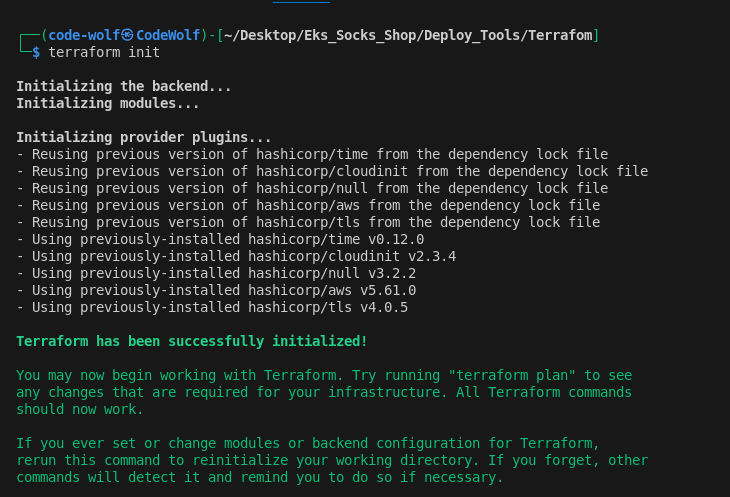 ┌──(code-wolf㉿CodeWolf)-[~/Desktop/Eks_Socks_Shop/Deploy_Tools/Terrafom]
└─$ terraform init
Initializing the backend...
Initializing modules...
Initializing provider plugins...
- Reusing previous version of hashicorp/time from the dependency lock file
- Reusing previous version of hashicorp/cloudinit from the dependency lock file
- Reusing previous version of hashicorp/null from the dependency lock file
- Reusing previous version of hashicorp/aws from the dependency lock file
- Reusing previous version of hashicorp/tls from the dependency lock file
- Using previously-installed hashicorp/time v0.12.0
- Using previously-installed hashicorp/cloudinit v2.3.4
- Using previously-installed hashicorp/null v3.2.2
- Using previously-installed hashicorp/aws v5.61.0
- Using previously-installed hashicorp/tls v4.0.5
Terraform has been successfully initialized!
You may now begin working with Terraform. Try running "terraform plan" to see
any changes that are required for your infrastructure. All Terraform commands
should now work.
If you ever set or change modules or backend configuration for Terraform,
rerun this command to reinitialize your working directory. If you forget, other
commands will detect it and remind you to do so if necessary.